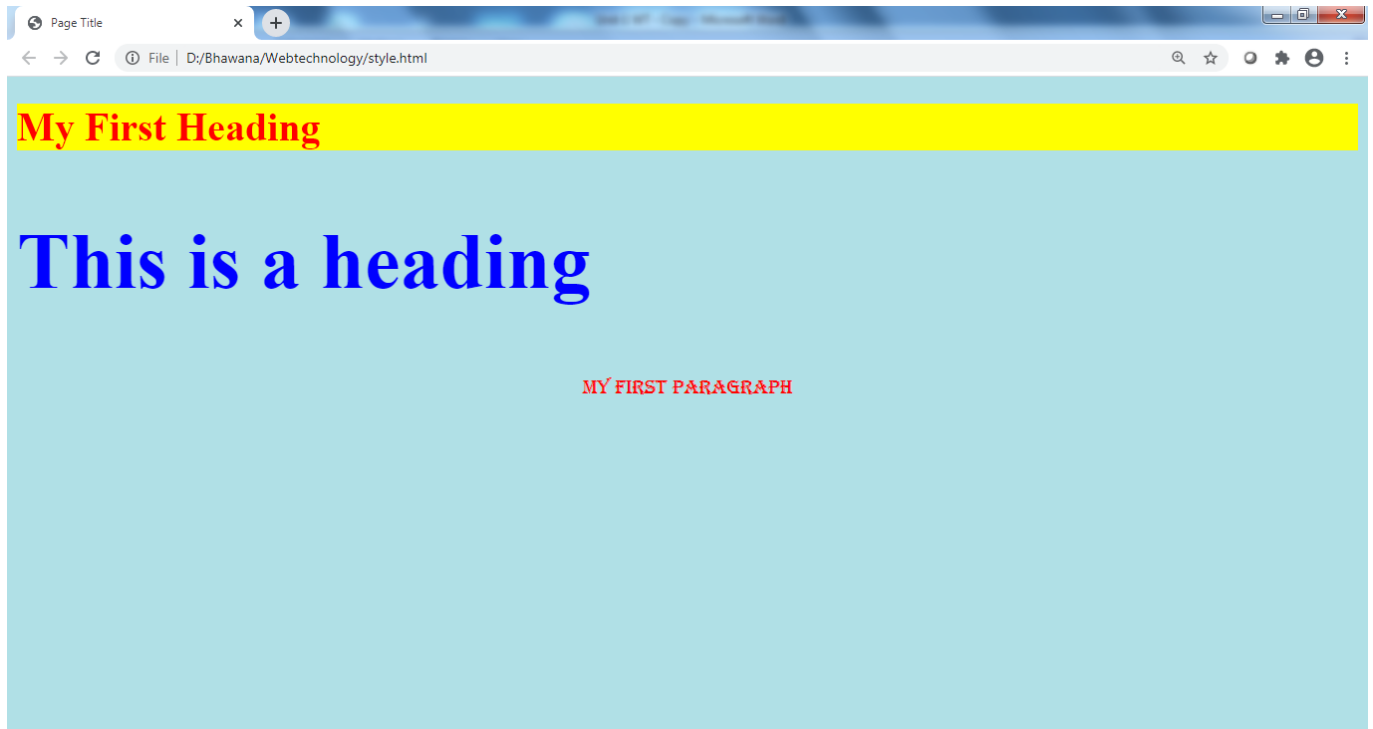 Page Title
File D:/Bhawana/Webtechnology/style.html
My First Heading
This is a heading
MY FIRST PARAGRAPH